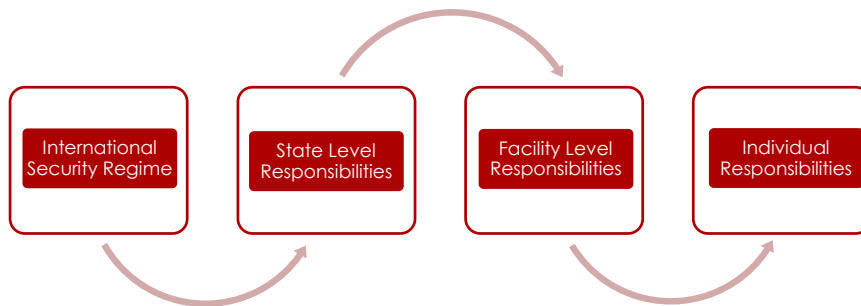 International
Security Regime
State Level
Responsibilities
Facility Level
Responsibilities
Individual
Responsibilities